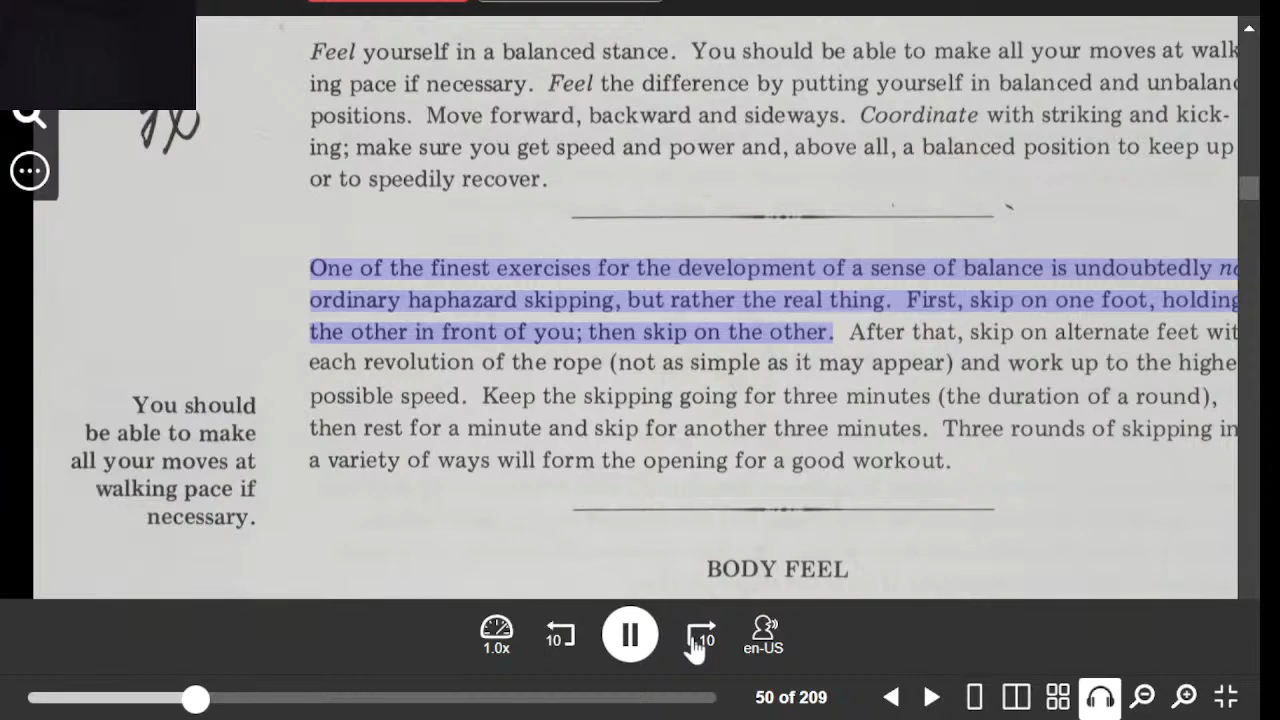 Feel yourself in a balanced stance. You should be able to make all your moves at walk
ing pace if necessary. Feel the difference by putting yourself in balanced and unbalanc
positions. Move forward, backward and sideways. Coordinate with striking and kick-
ing; make sure you get speed and power and, above all, a balanced position to keep up
or to speedily recover.
One of the finest exercises for the development of a sense of balance is undoubtedly
ordinary haphazard skipping, but rather the real thing. First, skip on one foot, holding
the other in front of you; then skip on the other. After that, skip on alternate feet wit
each revolution of the rope (not as simple as it may appear) and work up to the highe
possible speed. Keep the skipping going for three minutes (the duration of a round),
then rest for a minute and skip for another three minutes. Three rounds of skipping in
a variety of ways will form the opening for a good workout.
You should
be able to make
all your moves at
walking pace if
necessary.
BODY FEEL
1.0x 10 10 en-US
50 of 209